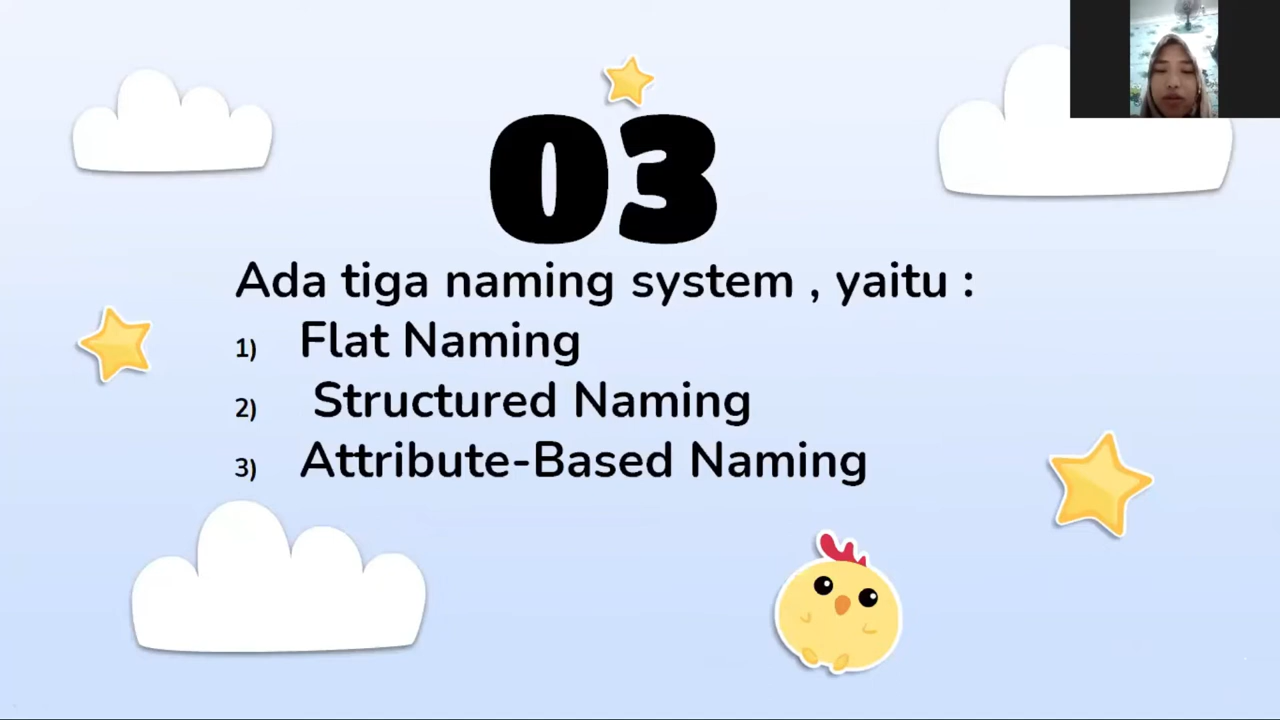 03
Ada tiga naming system , yaitu :
1) Flat Naming
2) Structured Naming
3) Attribute-Based Naming